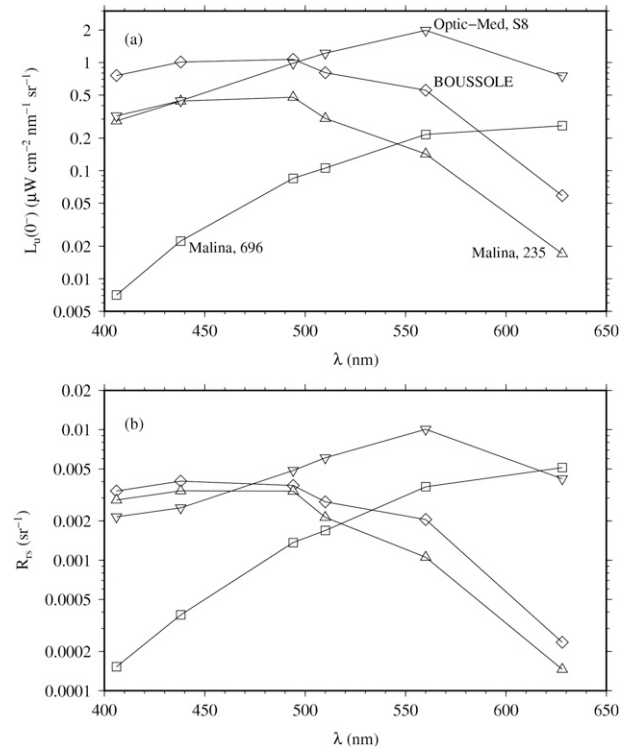 (a)
Optic−Med, S8
BOUSSOLE
Malina, 696
Malina, 235
2
1
0.5
0.2
0.1
0.05
0.02
0.01
0.005
Lu(0⁻) (μW cm⁻² nm⁻¹ sr⁻¹)
400 450 500 550 600 650
λ (nm)
(b)
0.02
0.01
0.005
0.002
0.001
0.0005
0.0002
0.0001
Rrs (sr⁻¹)
400 450 500 550 600 650
λ (nm)